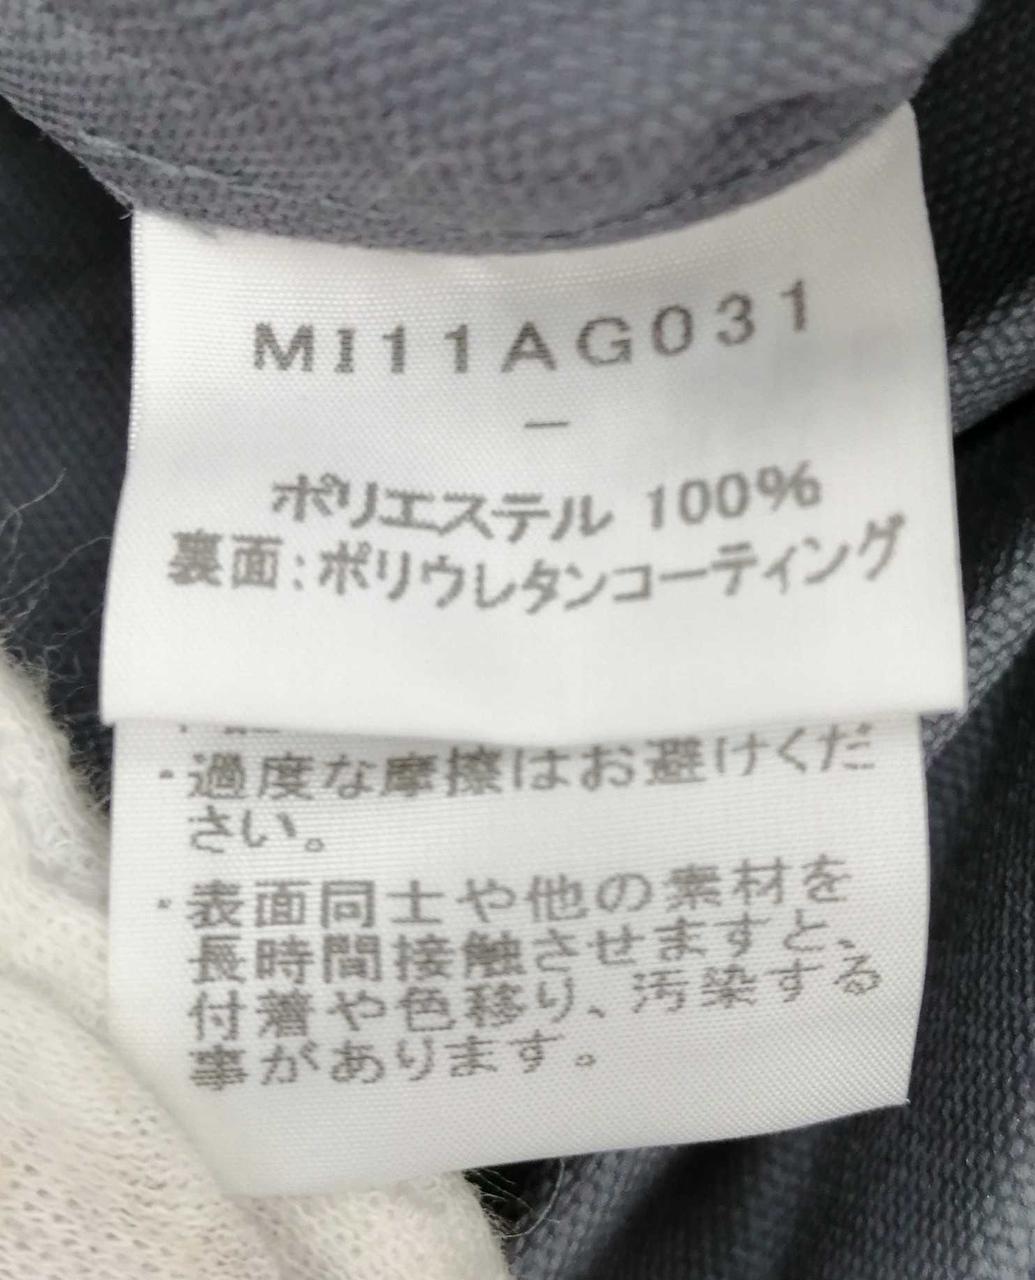 MI11AG031
—
ポリエステル 100%
裏面:ポリウレタンコーティング
・過度な摩擦はお避けくだ
さい。
・表面同士や他の素材を
長時間接触させますと、
付着や色移り、汚染する
事があります。